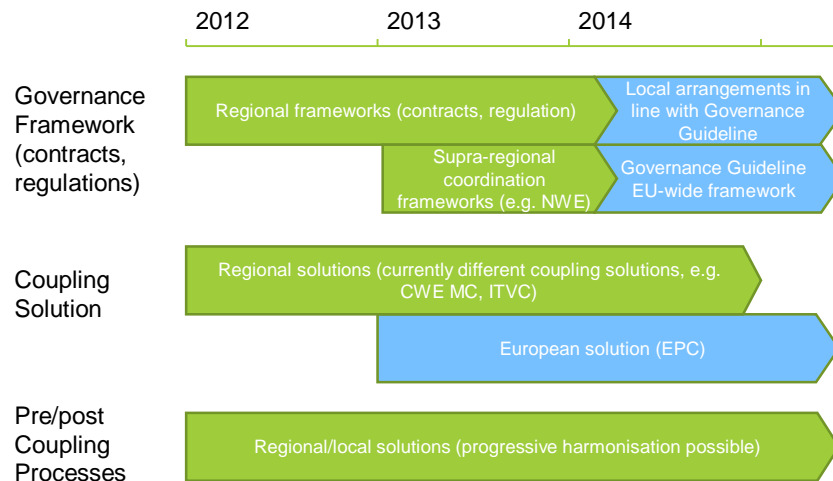 2012 2013 2014
Governance
Framework
(contracts,
regulations)
Regional frameworks (contracts, regulation)
Local arrangements in
line with Governance
Guideline
Supra-regional
coordination
frameworks (e.g. NWE)
Governance Guideline
EU-wide framework
Coupling
Solution
Regional solutions (currently different coupling solutions, e.g.
CWE MC, ITVC)
European solution (EPC)
Pre/post
Coupling
Processes
Regional/local solutions (progressive harmonisation possible)